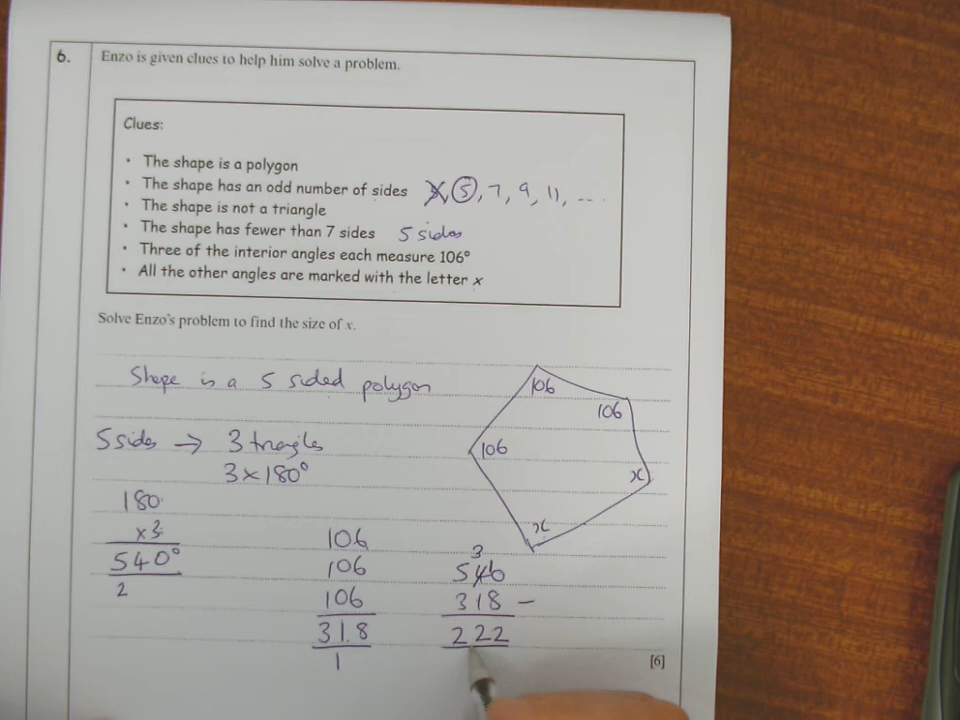 6. Enzo is given clues to help him solve a problem.
Clues:
• The shape is a polygon
• The shape has an odd number of sides 3, 5, 7, 9, 11, ...
• The shape is not a triangle
• The shape has fewer than 7 sides 5 sides
• Three of the interior angles each measure 106°
• All the other angles are marked with the letter x
Solve Enzo's problem to find the size of x.
Shape is a 5 sided polygon
5 sides → 3 triangles
3 × 180°
180
×3
540°
2
106
106
106
318
1
3
540
318 –
222
106
106
106
x
x
[6]